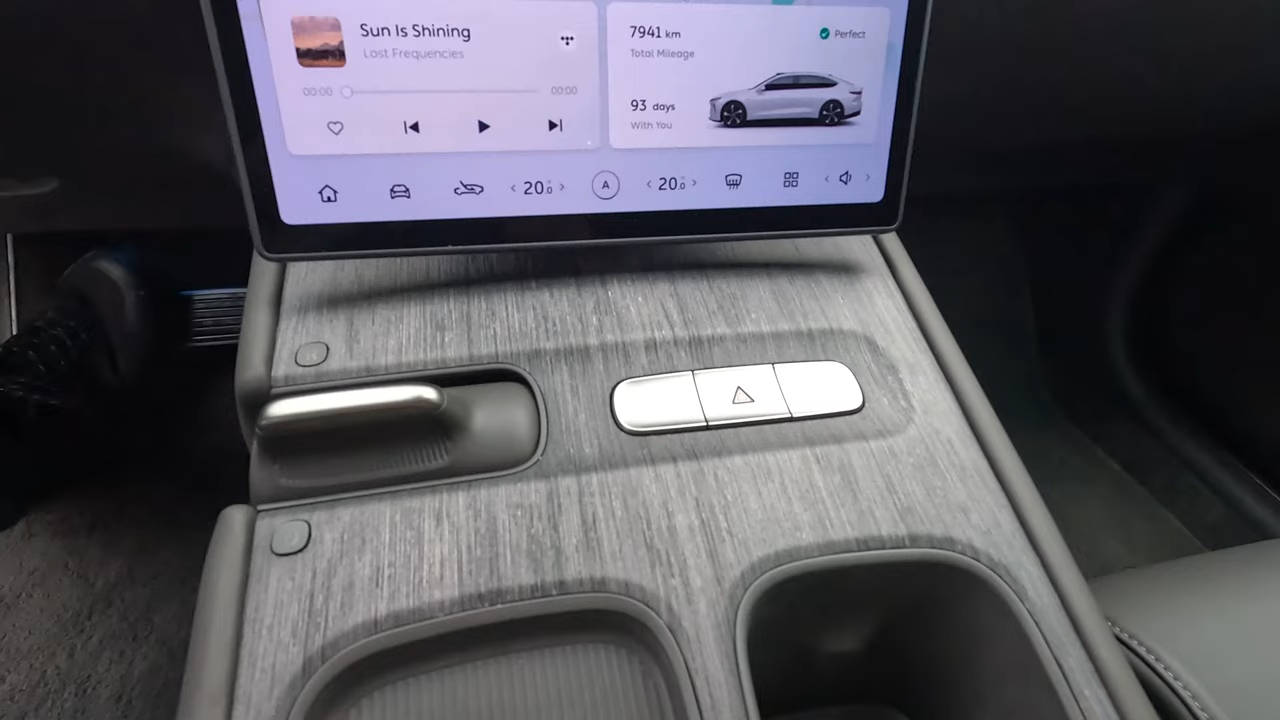 Sun Is Shining
Lost Frequencies
00:00
00:00
7941 km
Perfect
Total Mileage
93 days
With You
20.0
A
20.0